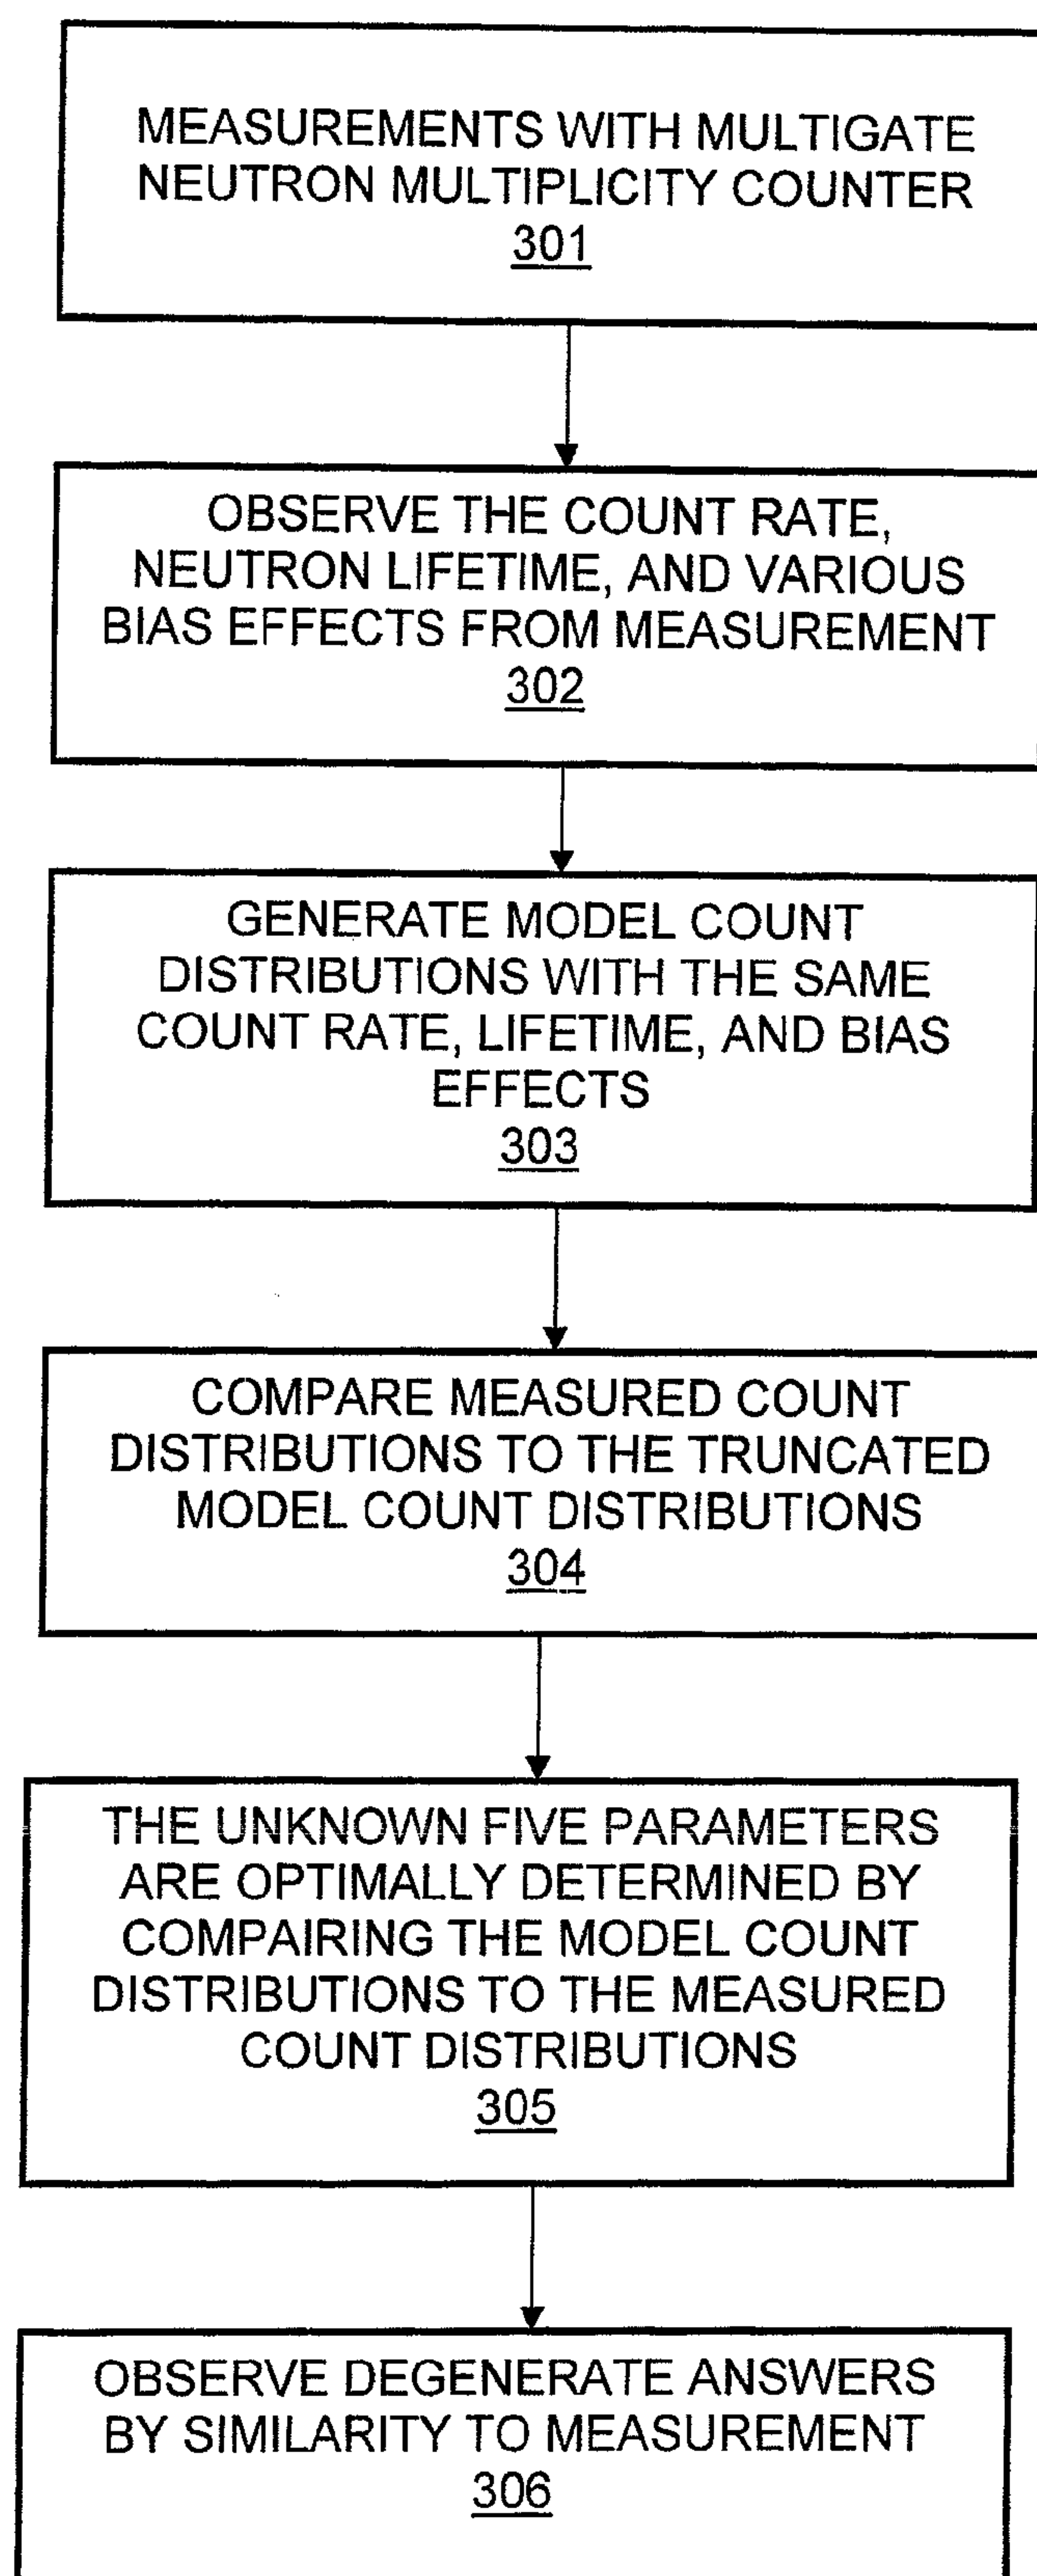 MEASUREMENTS WITH MULTIGATE
NEUTRON MULTIPLICITY COUNTER
301
OBSERVE THE COUNT RATE,
NEUTRON LIFETIME, AND VARIOUS
BIAS EFFECTS FROM MEASUREMENT
302
GENERATE MODEL COUNT
DISTRIBUTIONS WITH THE SAME
COUNT RATE, LIFETIME, AND BIAS
EFFECTS
303
COMPARE MEASURED COUNT
DISTRIBUTIONS TO THE TRUNCATED
MODEL COUNT DISTRIBUTIONS
304
THE UNKNOWN FIVE PARAMETERS
ARE OPTIMALLY DETERMINED BY
COMPAIRING THE MODEL COUNT
DISTRIBUTIONS TO THE MEASURED
COUNT DISTRIBUTIONS
305
OBSERVE DEGENERATE ANSWERS
BY SIMILARITY TO MEASUREMENT
306